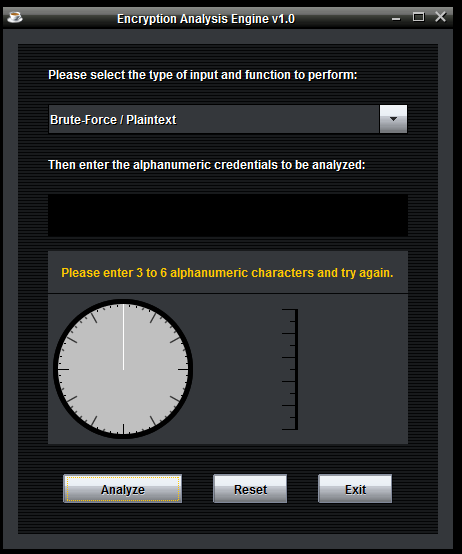 Encryption Analysis Engine v1.0
Please select the type of input and function to perform:
Brute-Force / Plaintext
Then enter the alphanumeric credentials to be analyzed:
Please enter 3 to 6 alphanumeric characters and try again.
Analyze Reset Exit